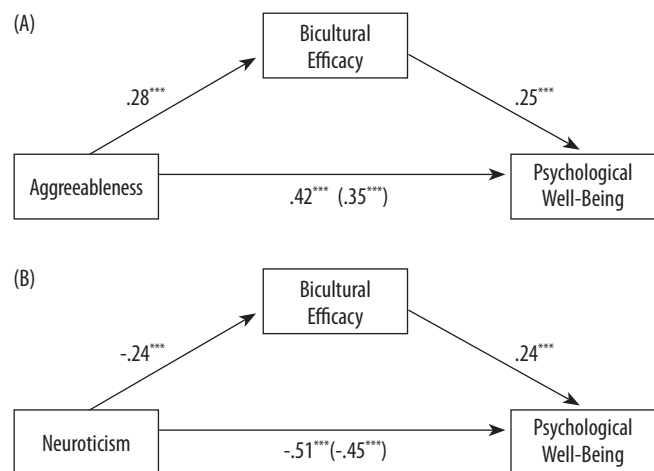 (A)
Bicultural
Efficacy
.28***
.25***
Aggreeableness
Psychological
Well-Being
.42*** (.35***)
(B)
Bicultural
Efficacy
-.24***
.24***
Neuroticism
Psychological
Well-Being
-.51***(-.45***)